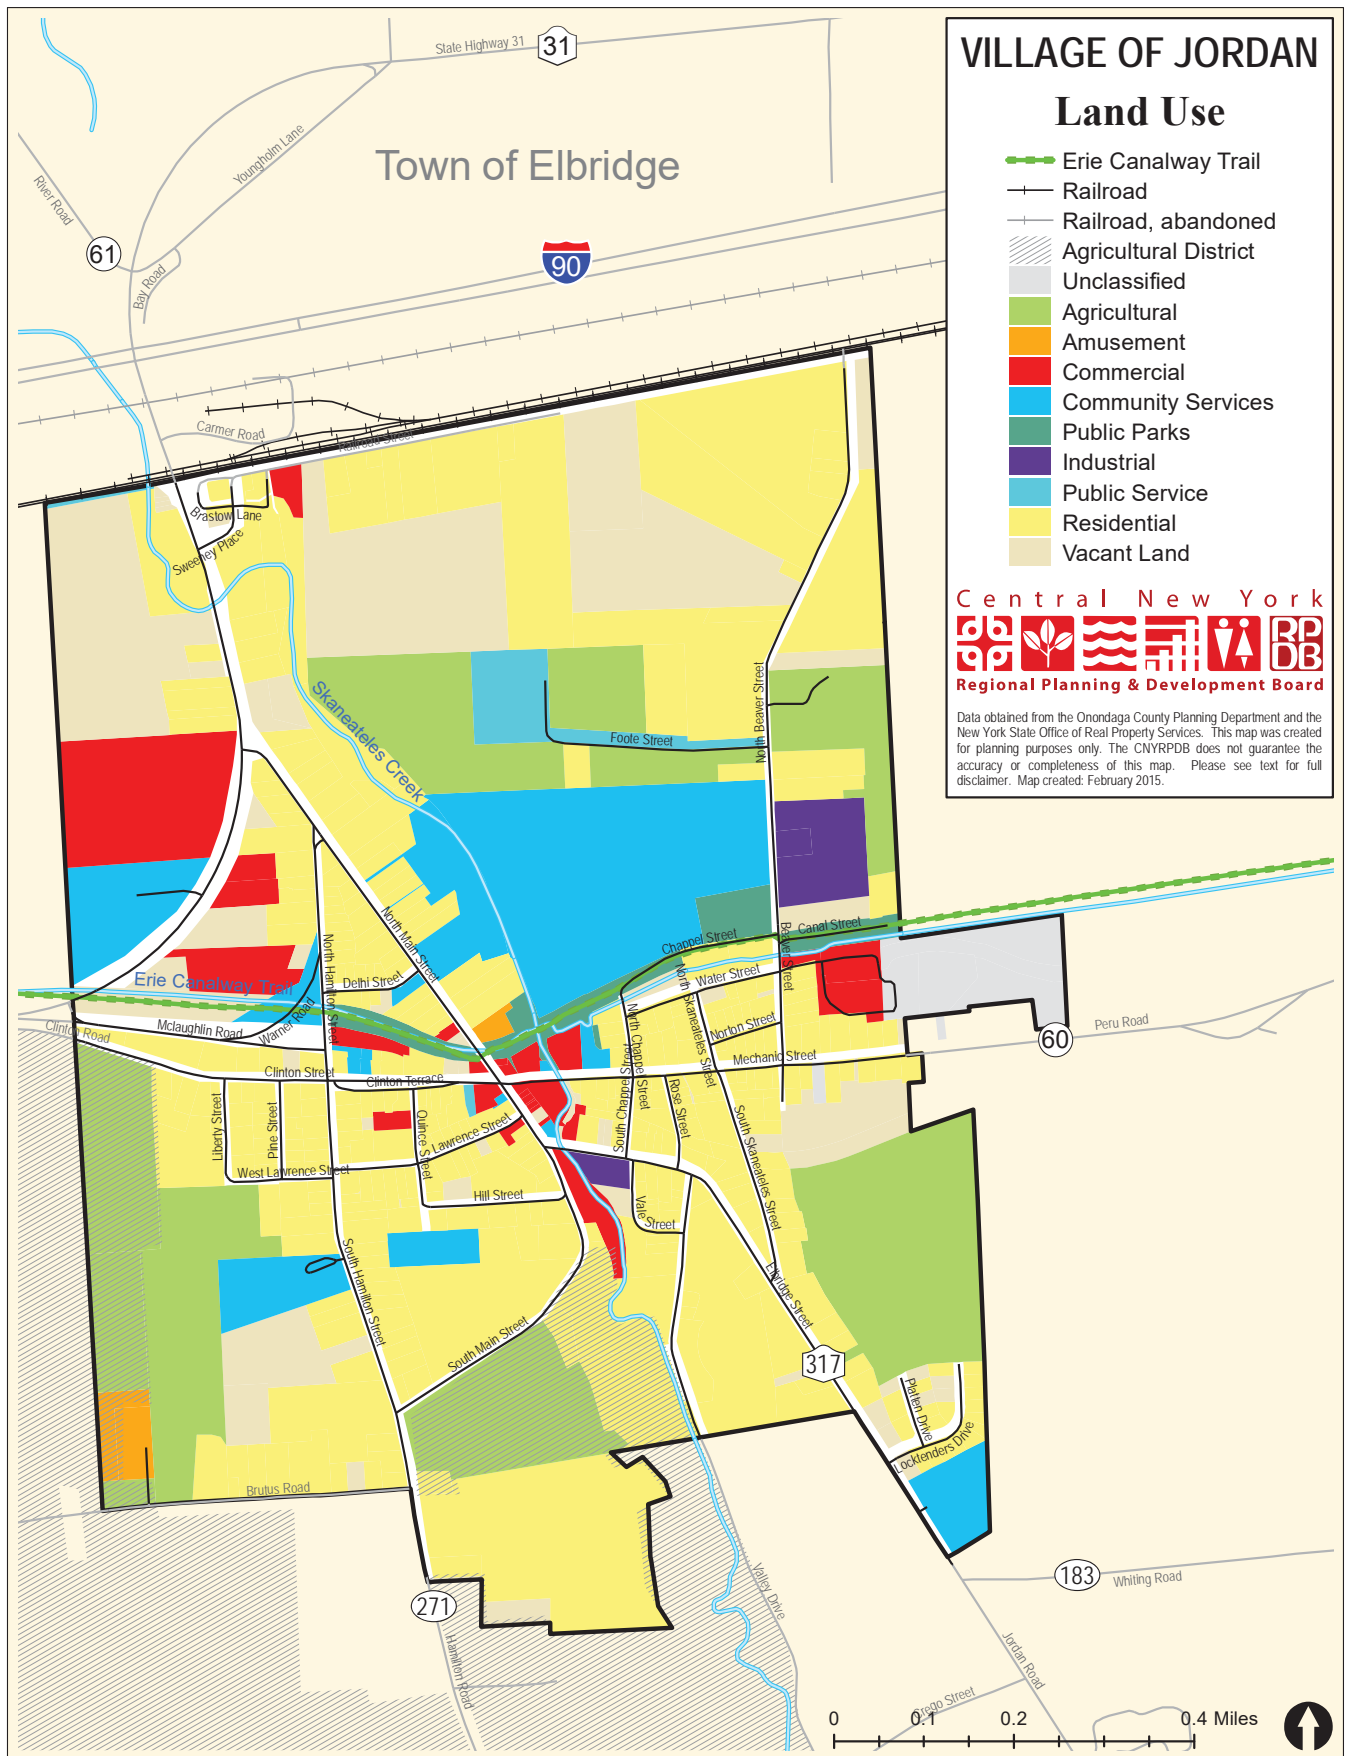 VILLAGE OF JORDAN
Land Use
Erie Canalway Trail
Railroad
Railroad, abandoned
Agricultural District
Unclassified
Agricultural
Amusement
Commercial
Community Services
Public Parks
Industrial
Public Service
Residential
Vacant Land
Central New York
RP
DB
Regional Planning & Development Board
Data obtained from the Onondaga County Planning Department and the
New York State Office of Real Property Services. This map was created
for planning purposes only. The CNYRPDB does not guarantee the
accuracy or completeness of this map. Please see text for full
disclaimer. Map created: February 2015.
State Highway 31
31
Youngholm Lane
Town of Elbridge
River Road
61
Bay Road
90
Carmer Road
Railroad Street
Brastow Lane
Sweeney Place
Skaneateles Creek
North Beaver Street
Foote Street
North Main Street
Chappel Street
Canal Street
Beaver Street
North Hamilton Street
Delhi Street
Water Street
Erie Canalway Trail
North Skaneateles Street
Mclaughlin Road
Warner Road
Clinton Road
North Chappel Street
Norton Street
Peru Road
60
Mechanic Street
Clinton Street
Clinton Terrace
Liberty Street
Pine Street
Quince Street
Lawrence Street
South Chappel Street
Rose Street
South Skaneateles Street
West Lawrence Street
Hill Street
Vale Street
South Hamilton Street
Elbridge Street
South Main Street
317
Platten Drive
Locktenders Drive
Brutus Road
271
Hamilton Road
Valley Drive
183
Whiting Road
Jordan Road
Grego Street
0
0.1
0.2
0.4 Miles